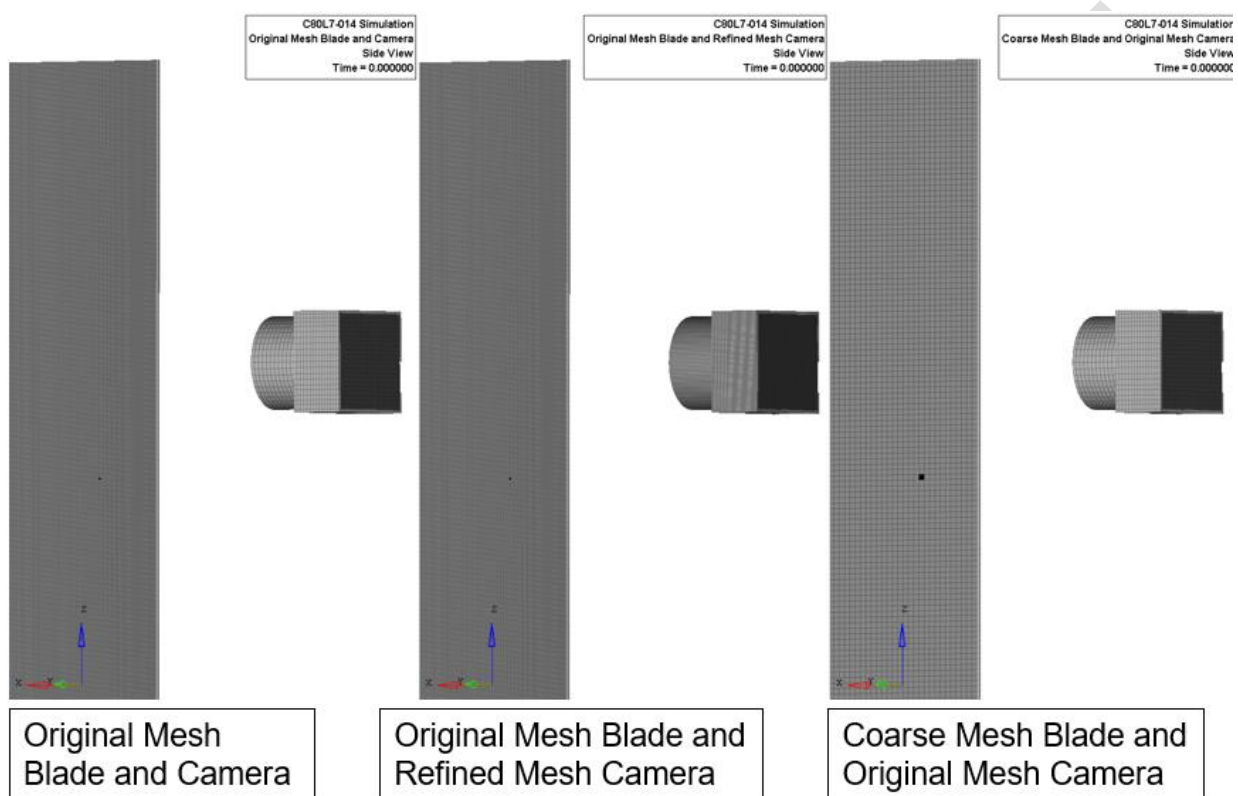 C80L7-014 Simulation
Original Mesh Blade and Camera
Side View
Time = 0.000000
C80L7-014 Simulation
Original Mesh Blade and Refined Mesh Camera
Side View
Time = 0.000000
C80L7-014 Simulation
Coarse Mesh Blade and Original Mesh Camera
Side View
Time = 0.000000
Z
X Y
Z
X Y
Z
X Y
Original Mesh
Blade and Camera
Original Mesh Blade and
Refined Mesh Camera
Coarse Mesh Blade and
Original Mesh Camera